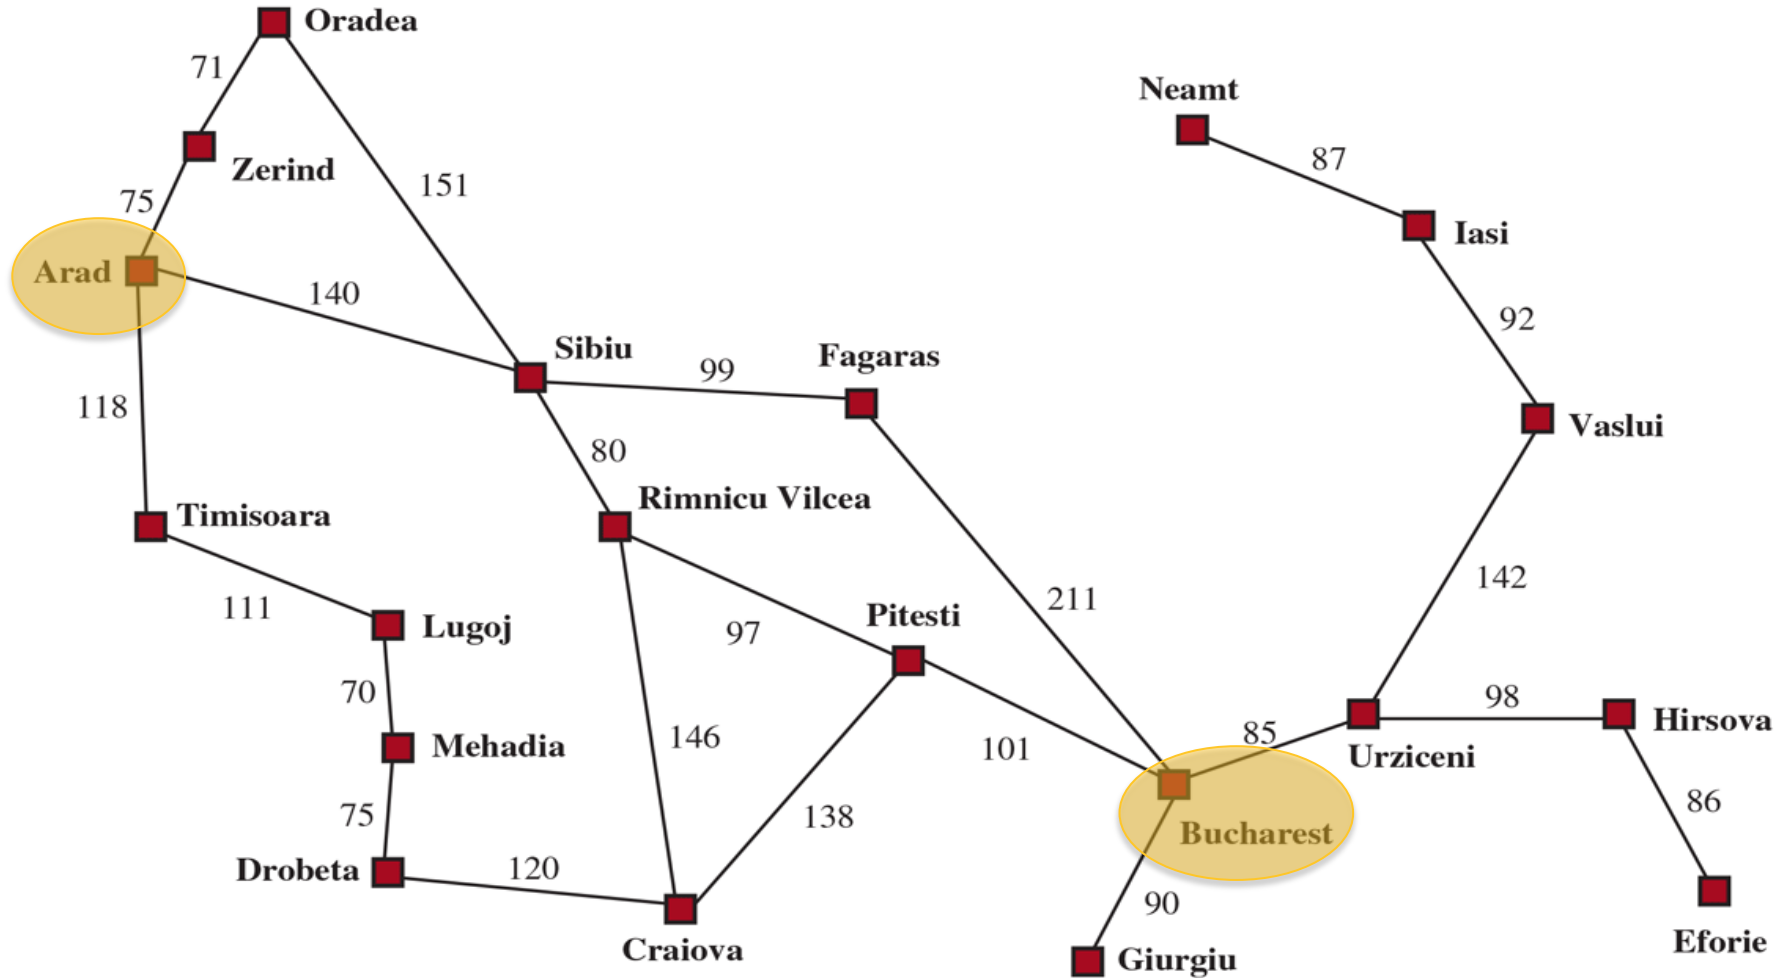 Oradea
71
Neamt
87
Zerind
151
75
Iasi
Arad
140
92
Sibiu
Fagaras
99
118
Vaslui
80
Rimnicu Vilcea
Timisoara
142
211
111
Pitesti
Lugoj
97
70
98
Hirsova
85
146
101
Mehadia
Urziceni
86
75
138
Bucharest
Drobeta
120
90
Craiova
Eforie
Giurgiu